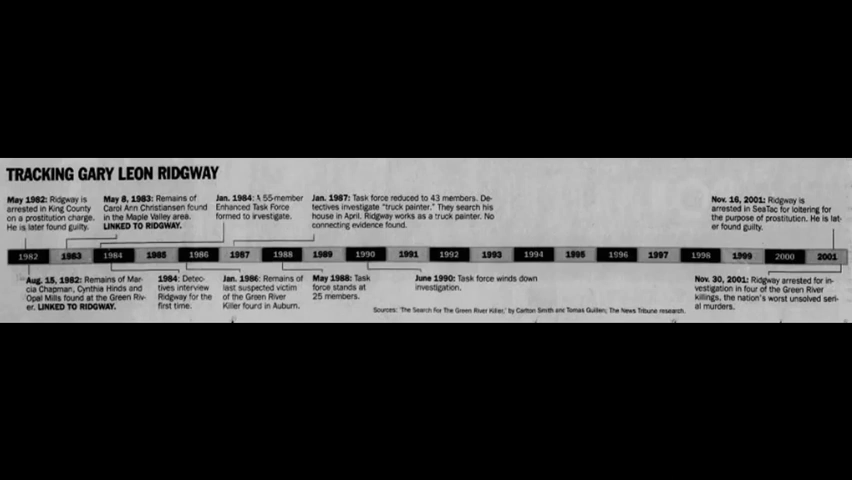 TRACKING GARY LEON RIDGWAY
May 1982: Ridgway is
arrested in King County
on a prostitution charge.
He is later found guilty.
May 8, 1983: Remains of
Carol Ann Christiansen found
in the Maple Valley area.
LINKED TO RIDGWAY.
Jan. 1984: A 55-member
Enhanced Task Force
formed to investigate.
Jan. 1987: Task force reduced to 43 members. De-
tectives investigate "truck painter." They search his
house in April. Ridgway works as a truck painter. No
connecting evidence found.
Nov. 16, 2001: Ridgway is
arrested in SeaTac for loitering for
the purpose of prostitution. He is lat-
er found guilty.
1982 1983 1984 1985 1986 1987 1988 1989 1990 1991 1992 1993 1994 1995 1996 1997 1998 1999 2000 2001
Aug. 15, 1982: Remains of Mar-
cia Chapman, Cynthia Hinds and
Opal Mills found at the Green Riv-
er. LINKED TO RIDGWAY.
1984: Detec-
tives interview
Ridgway for the
first time.
Jan. 1986: Remains of
last suspected victim
of the Green River
Killer found in Auburn.
May 1988: Task
force stands at
25 members.
June 1990: Task force winds down
investigation.
Nov. 30, 2001: Ridgway arrested for in-
vestigation in four of the Green River
killings, the nation's worst unsolved seri-
al murders.
Sources: 'The Search for The Green River Killer,' by Carlton Smith and Tomas Guillen; The News Tribune research.